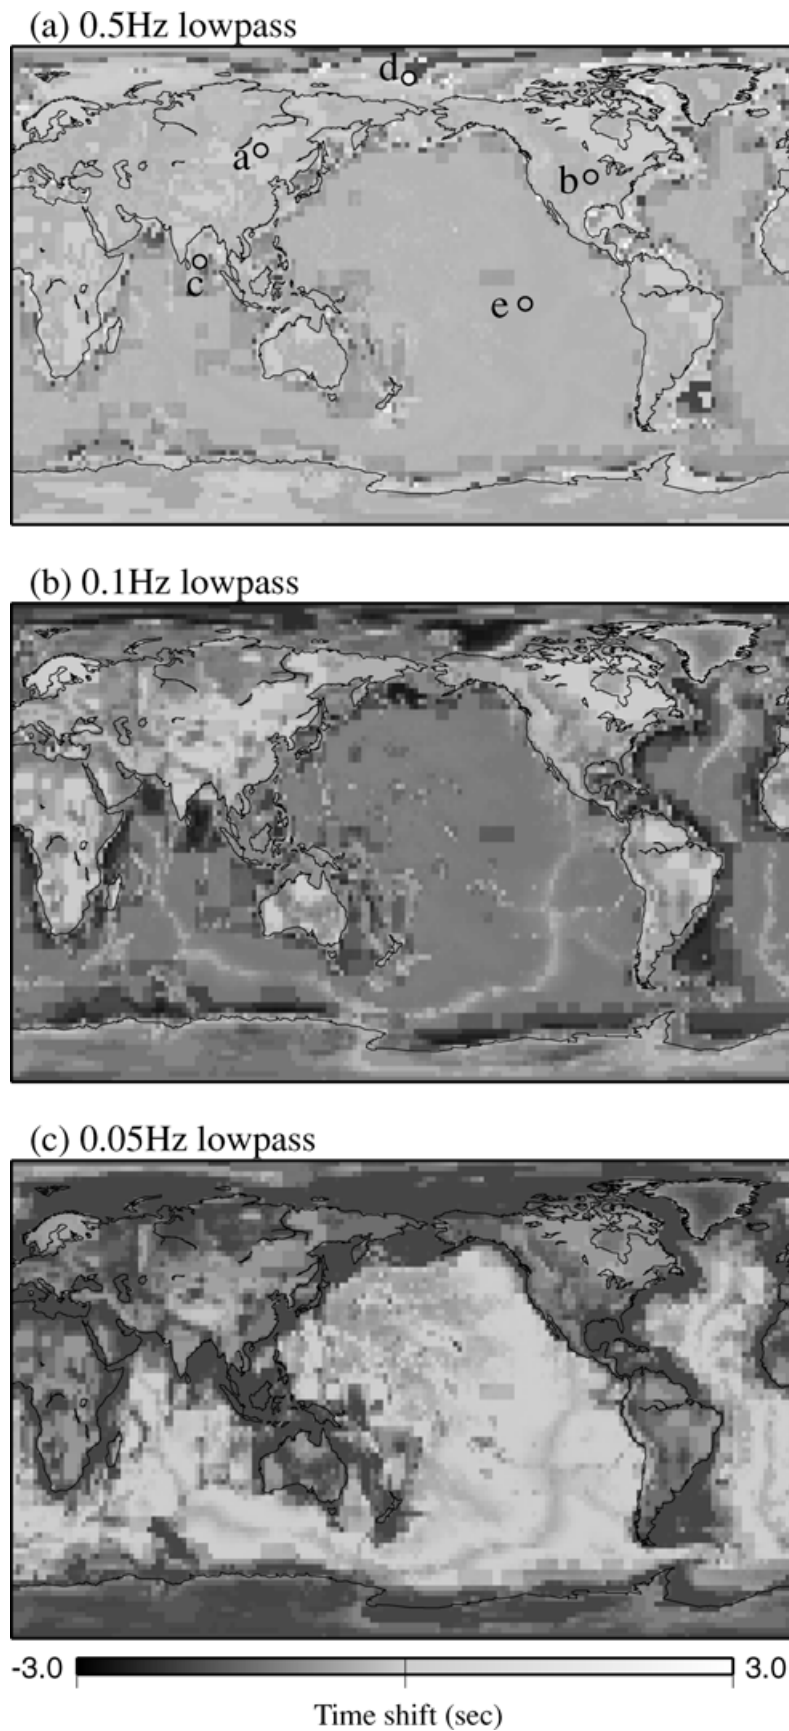 (a) 0.5Hz lowpass
d
a
b
c
e
(b) 0.1Hz lowpass
(c) 0.05Hz lowpass
-3.0 3.0
Time shift (sec)